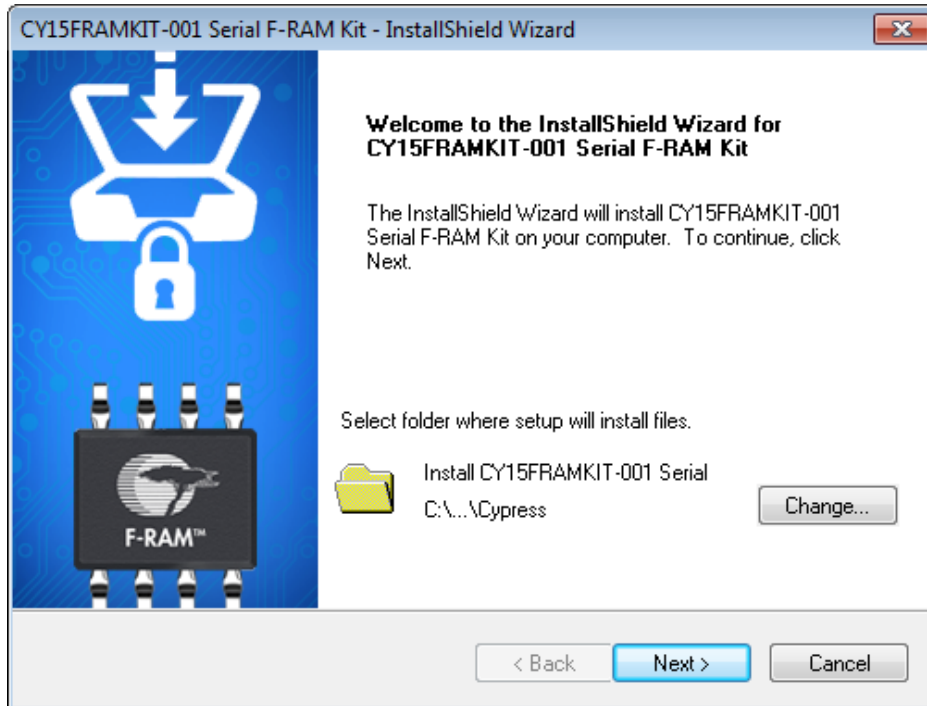 CY15FRAMKIT-001 Serial F-RAM Kit - InstallShield Wizard
Welcome to the InstallShield Wizard for
CY15FRAMKIT-001 Serial F-RAM Kit
The InstallShield Wizard will install CY15FRAMKIT-001
Serial F-RAM Kit on your computer.  To continue, click
Next.
Select folder where setup will install files.
Install CY15FRAMKIT-001 Serial
C:\...\Cypress
Change...
F-RAM™
< Back
Next >
Cancel